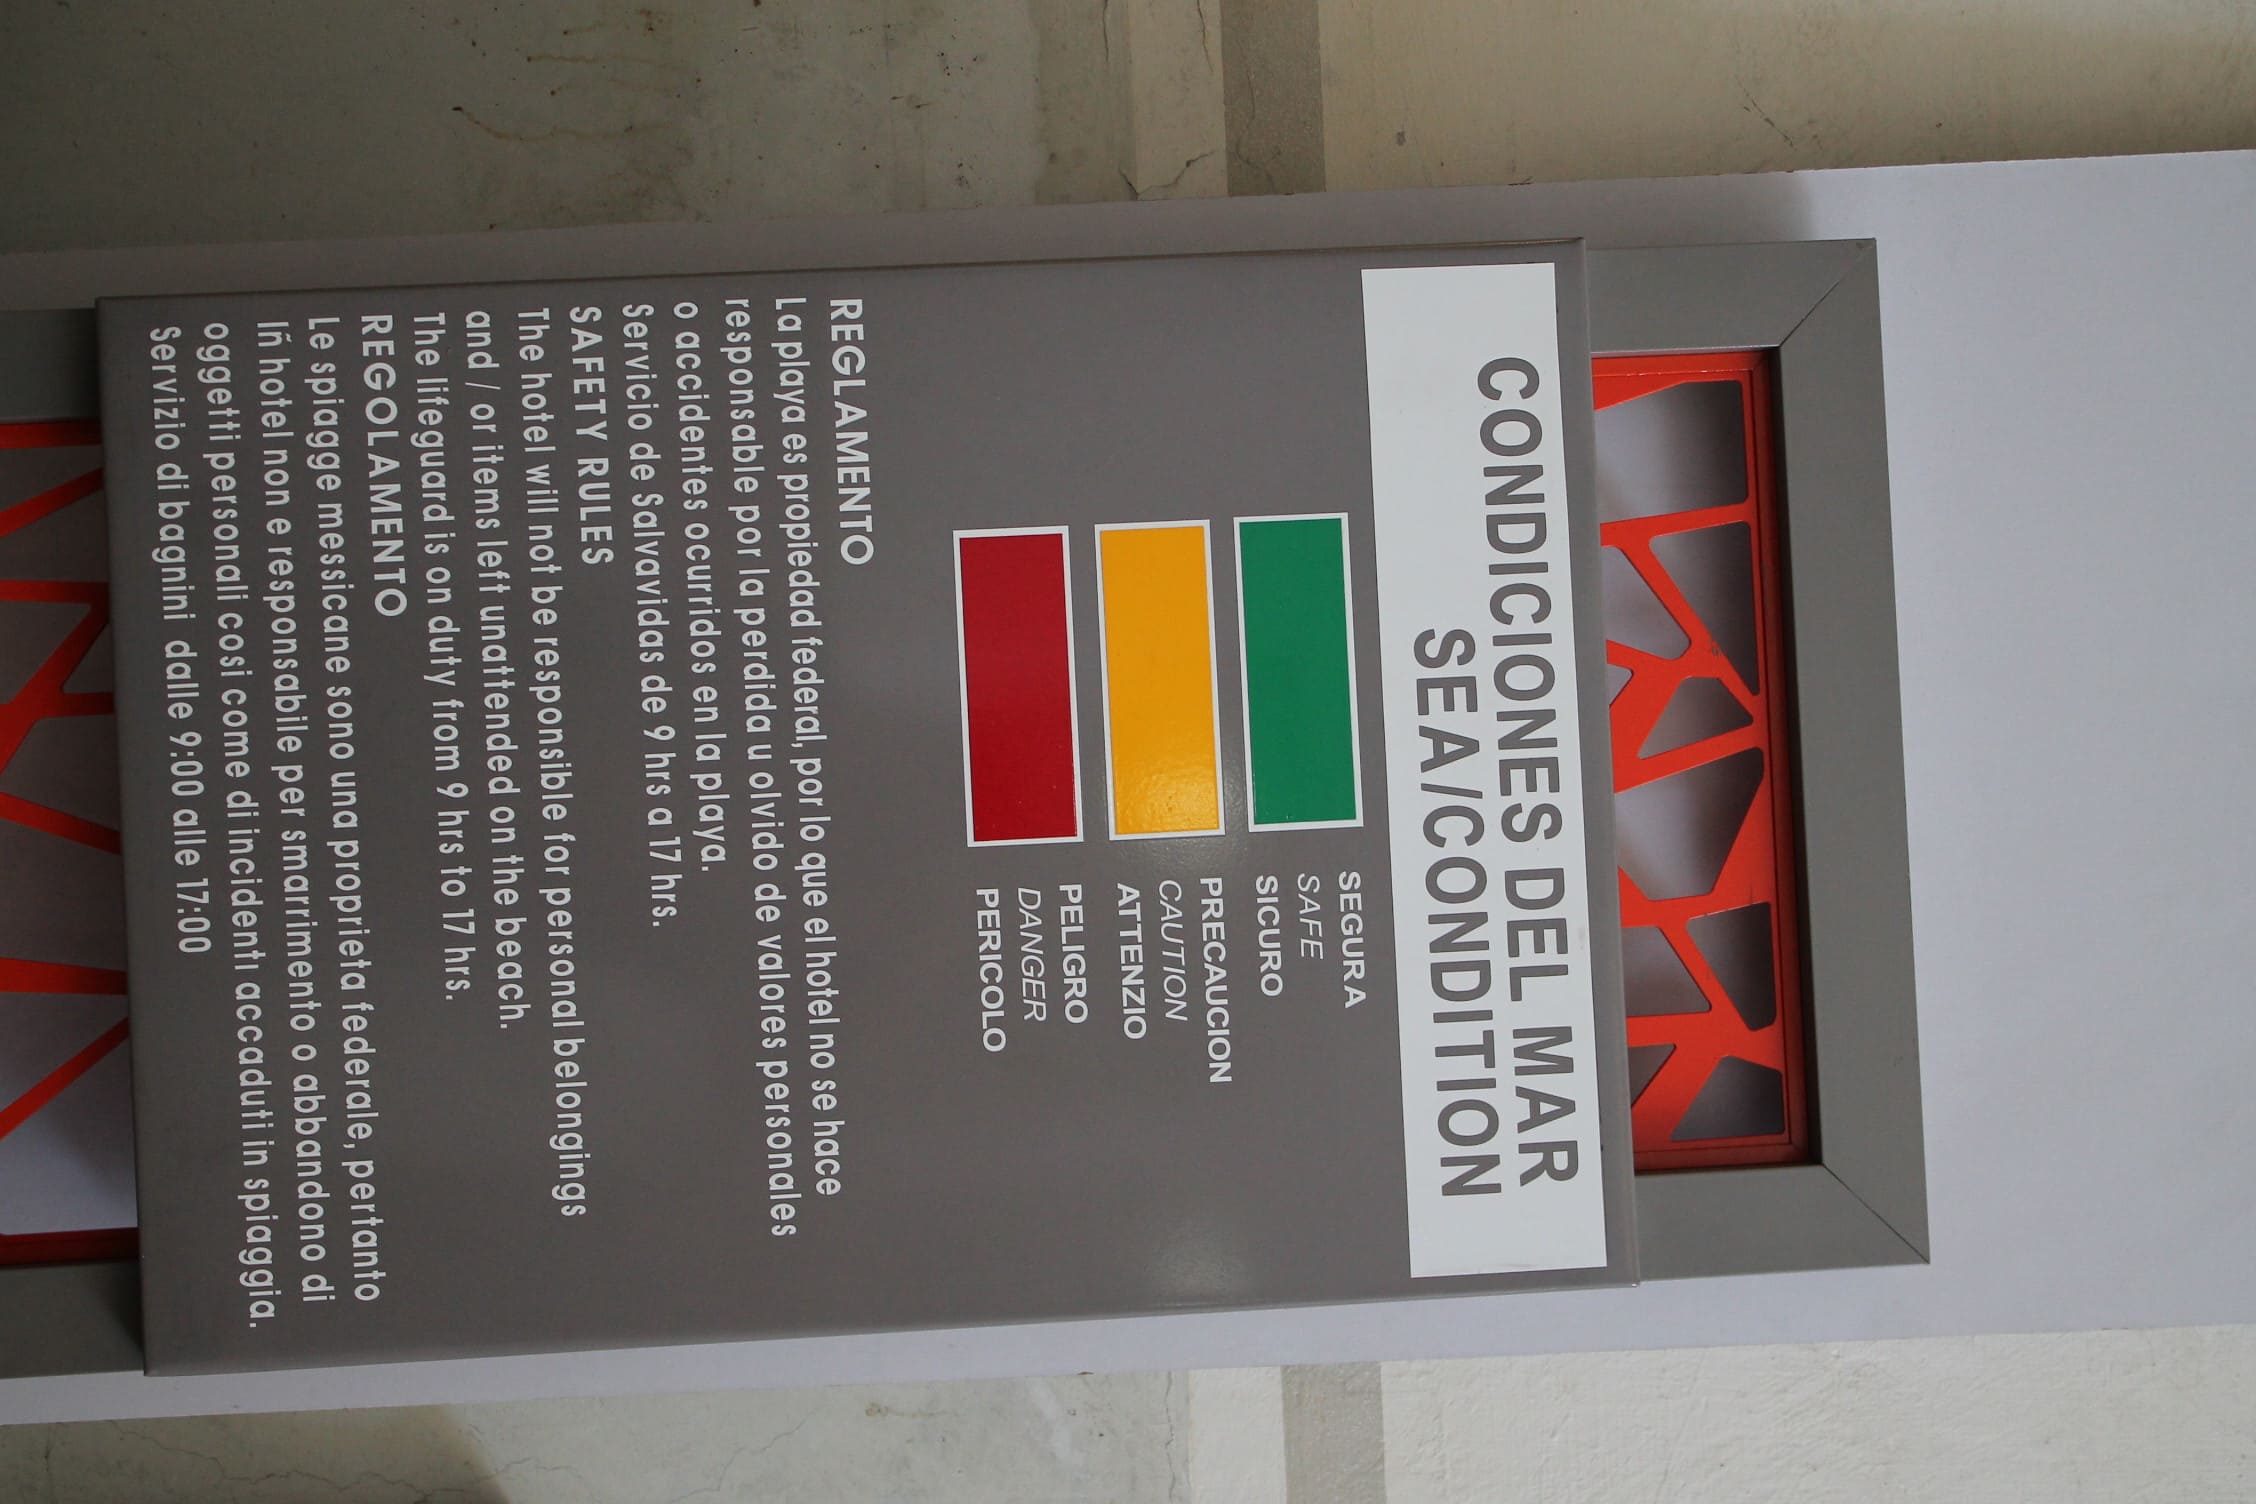 CONDICIONES DEL MAR
SEA/CONDITION
SEGURA
SAFE
SICURO
PRECAUCION
CAUTION
ATTENZIO
PELIGRO
DANGER
PERICOLO
REGLAMENTO
La playa es propiedad federal, por lo que el hotel no se hace
responsable por la perdida u olvido de valores personales
o accidentes ocurridos en la playa.
Servicio de Salvavidas de 9 hrs a 17 hrs.
SAFETY RULES
The hotel will not be responsible for personal belongings
and / or items left unattended on the beach.
The lifeguard is on duty from 9 hrs to 17 hrs.
REGOLAMENTO
Le spiagge messicane sono una proprieta federale, pertanto
Iñ hotel non e responsabile per smarrimento o abbandono di
oggetti personali cosi come di incidenti accaduti in spiaggia.
Servizio di bagnini dalle 9:00 alle 17:00